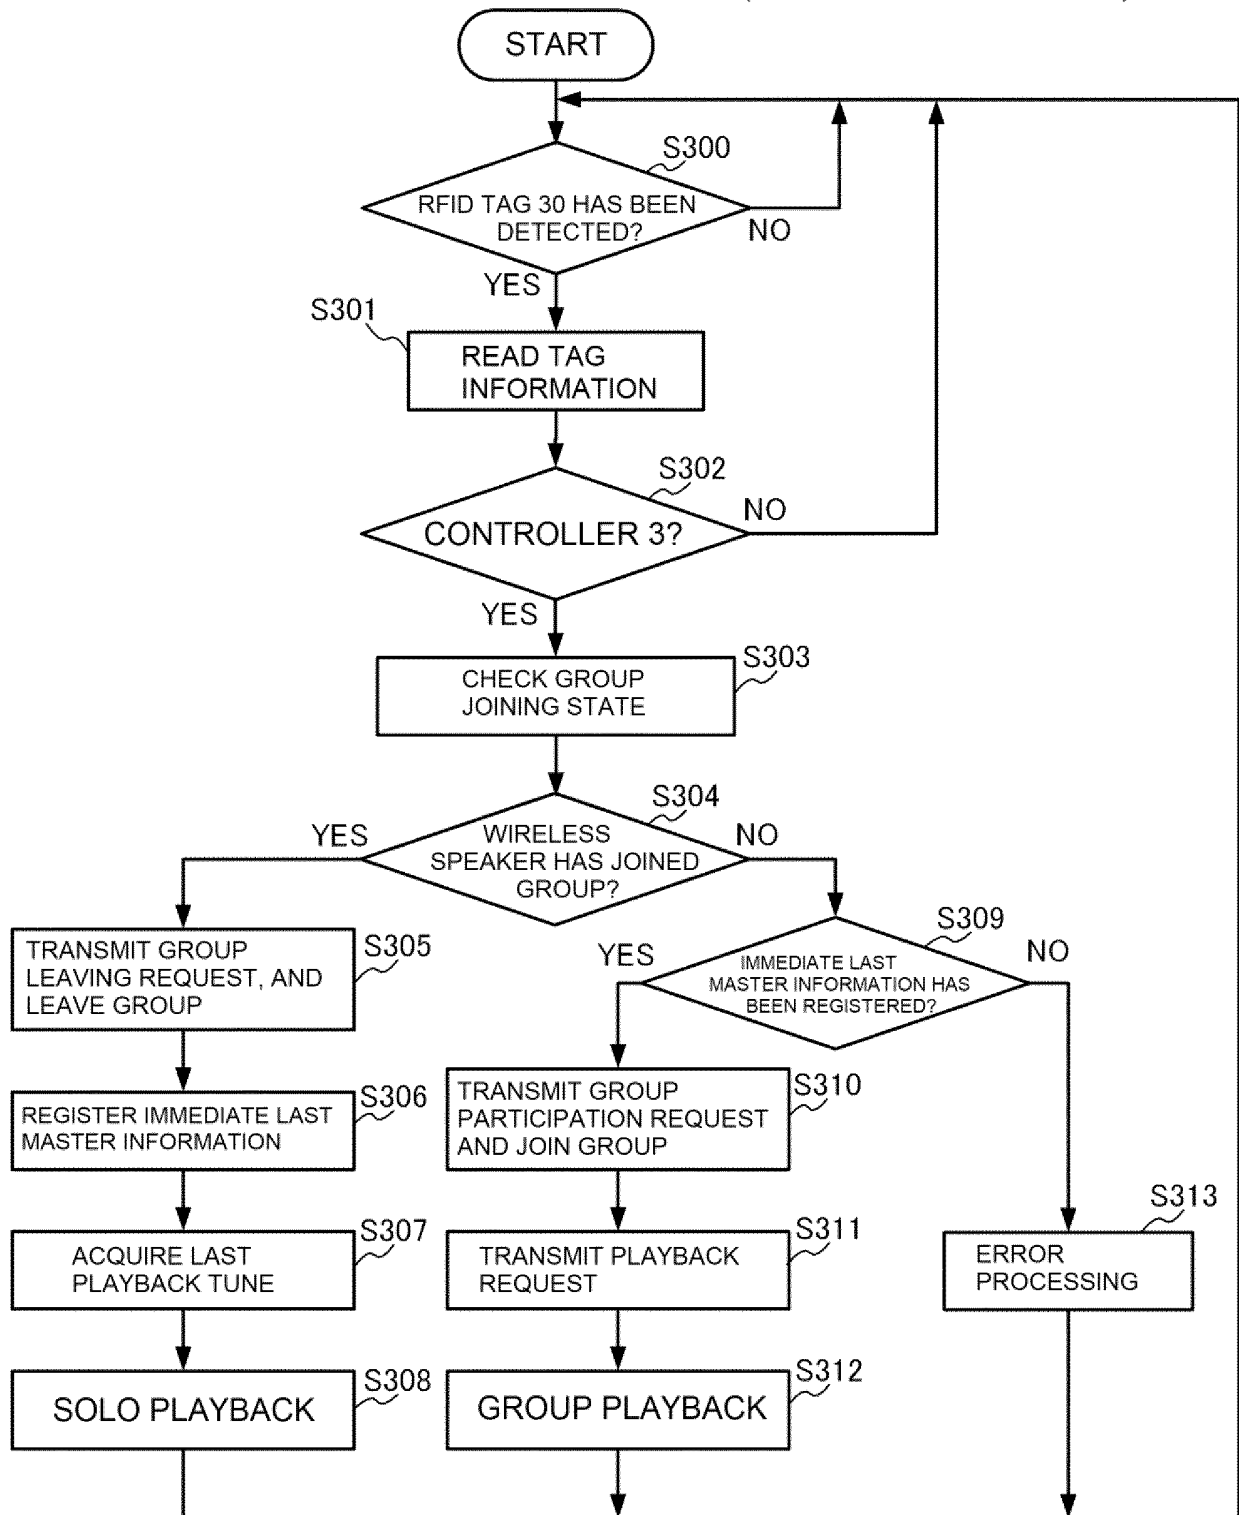 START
S300
RFID TAG 30 HAS BEEN
DETECTED?
NO
YES
S301
READ TAG
INFORMATION
S302
CONTROLLER 3?
NO
YES
S303
CHECK GROUP
JOINING STATE
S304
YES
WIRELESS
SPEAKER HAS JOINED
GROUP?
NO
S305
TRANSMIT GROUP
LEAVING REQUEST, AND
LEAVE GROUP
S309
YES
IMMEDIATE LAST
MASTER INFORMATION HAS
BEEN REGISTERED?
NO
S306
REGISTER IMMEDIATE LAST
MASTER INFORMATION
S310
TRANSMIT GROUP
PARTICIPATION REQUEST
AND JOIN GROUP
S307
ACQUIRE LAST
PLAYBACK TUNE
S311
TRANSMIT PLAYBACK
REQUEST
S313
ERROR
PROCESSING
S308
SOLO PLAYBACK
S312
GROUP PLAYBACK